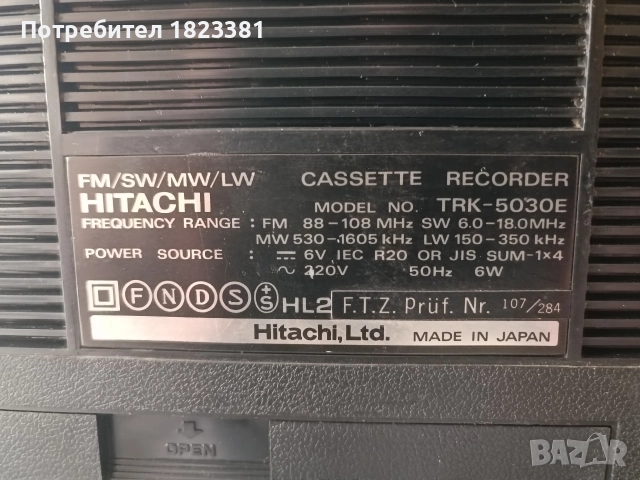 Потребител 1823381
FM/SW/MW/LW CASSETTE RECORDER
HITACHI MODEL NO. TRK-5030E
FREQUENCY RANGE : FM 88-108 MHz SW 6.0-18.0MHz
MW 530-1605 kHz LW 150-350 kHz
POWER SOURCE : ⎓ 6V IEC R20 OR JIS SUM-1×4
~ 220V 50Hz 6W
F N D S +S HL2 F.T.Z. Prüf. Nr. 107/284
Hitachi, Ltd. MADE IN JAPAN
OPEN
BAZAR